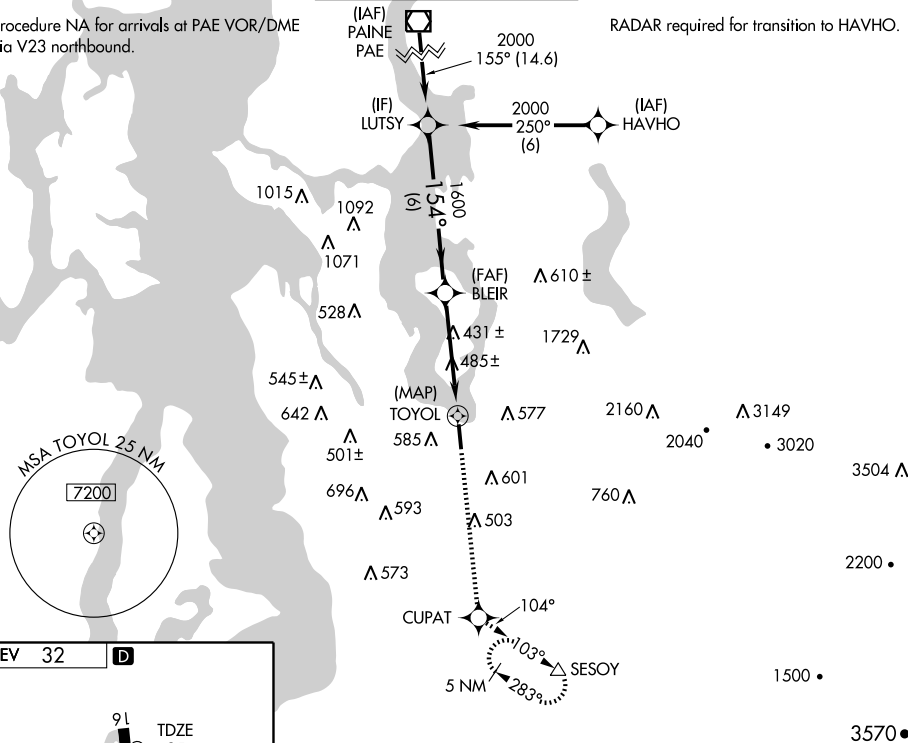 rocedure NA for arrivals at PAE VOR/DME
ia V23 northbound.
(IAF)
PAINE
PAE
RADAR required for transition to HAVHO.
2000
155° (14.6)
(IF)
LUTSY
2000
250°
(6)
(IAF)
HAVHO
1600
154°
(6)
1015
1092
1071
(FAF)
BLEIR
610 ±
528
431 ±
1729
485±
545±
(MAP)
TOYOL
642
577
2160
3149
585
2040
3020
501±
MSA TOYOL 25 NM
7200
3504
601
696
760
593
503
573
2200
CUPAT
104°
103°
SESOY
5 NM
283°
EV 32
D
1500
16
TDZE
3570